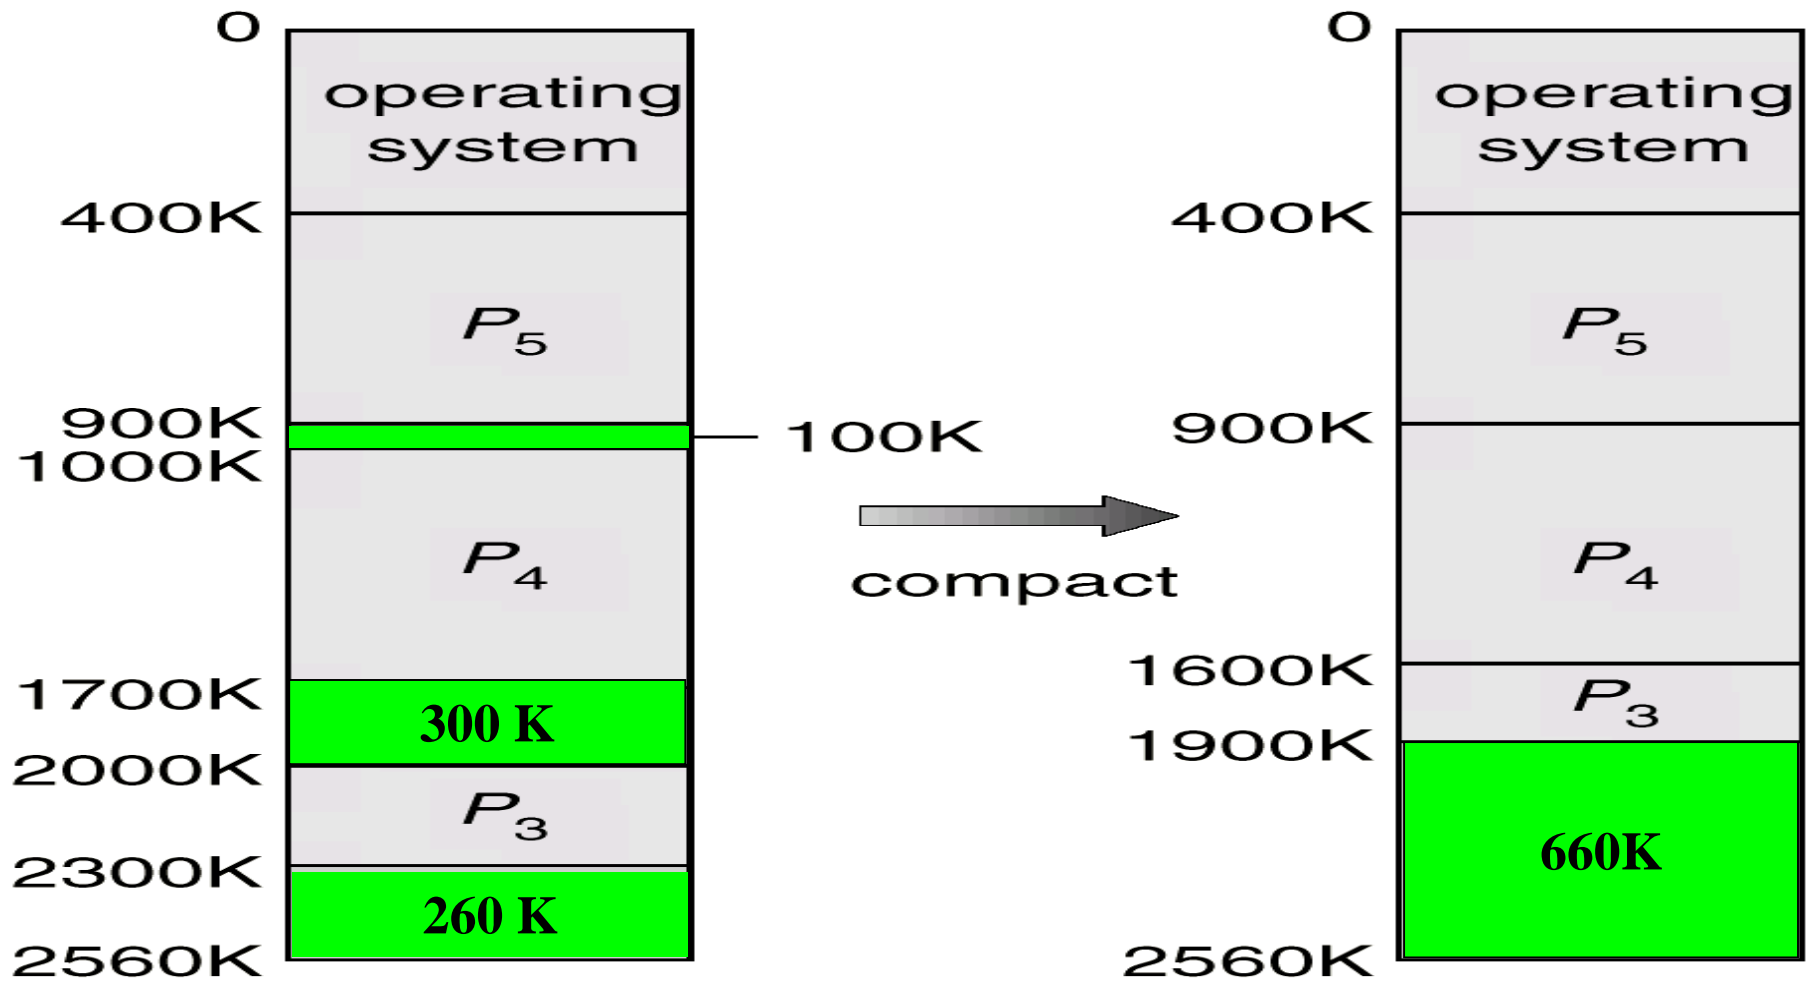 0
operating
system
400K
P5
900K
100K
1000K
P4
1700K
300 K
2000K
P3
2300K
260 K
2560K
compact
0
operating
system
400K
P5
900K
P4
1600K
P3
1900K
660K
2560K